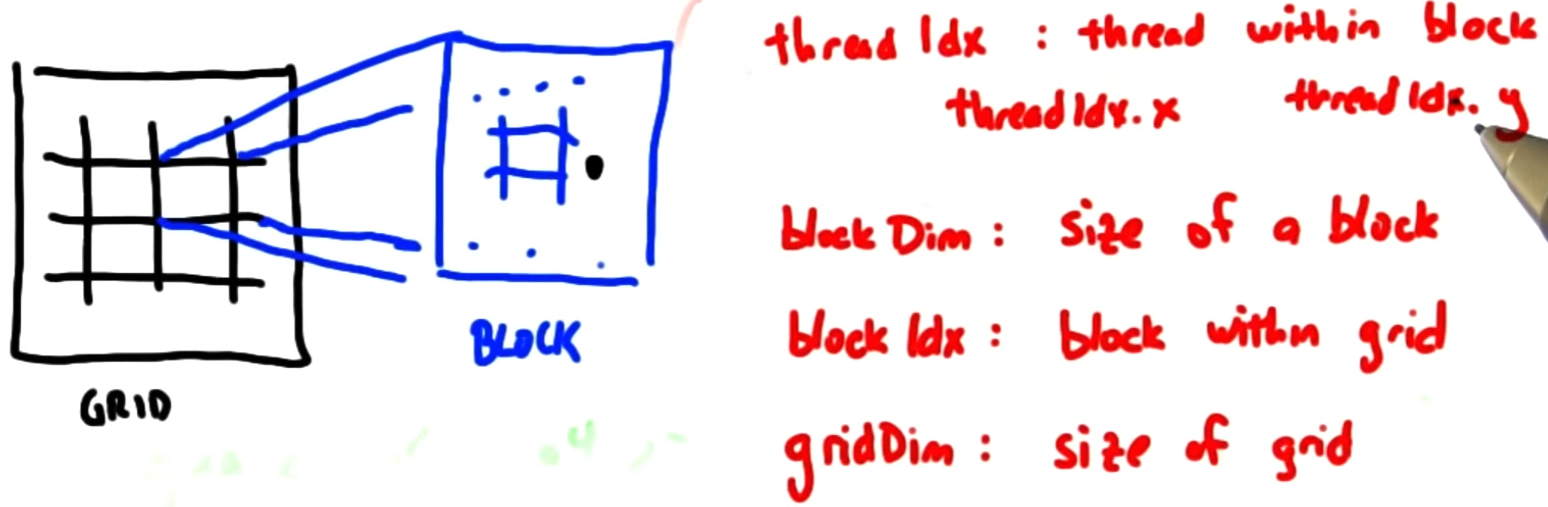 GRID
BLOCK
threadIdx : thread within block
threadIdx.x threadIdx.y
blockDim : size of a block
blockIdx : block within grid
gridDim : size of grid